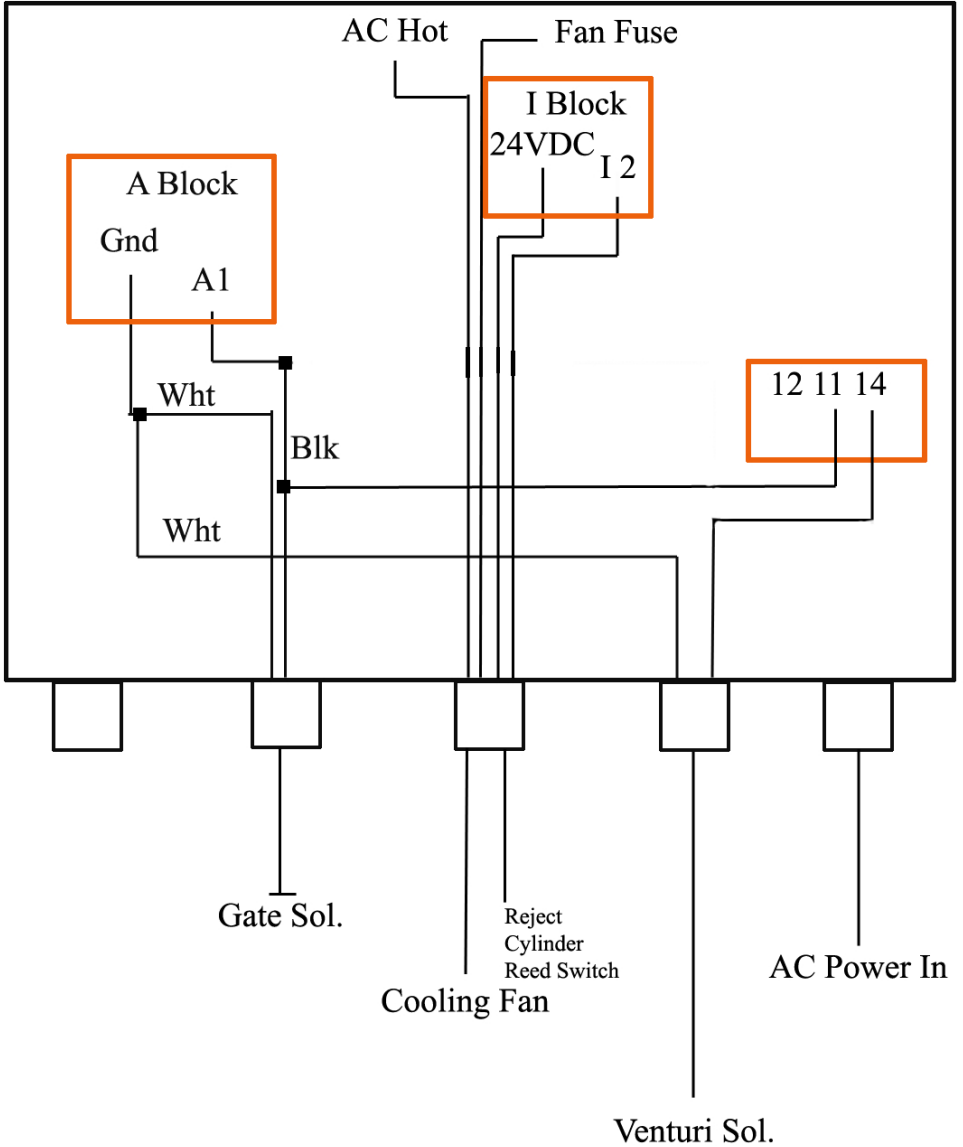 AC Hot
Fan Fuse
I Block
24VDC
I 2
A Block
Gnd
A1
12 11 14
Wht
Blk
Wht
Gate Sol.
Reject
Cylinder
Reed Switch
Cooling Fan
AC Power In
Venturi Sol.